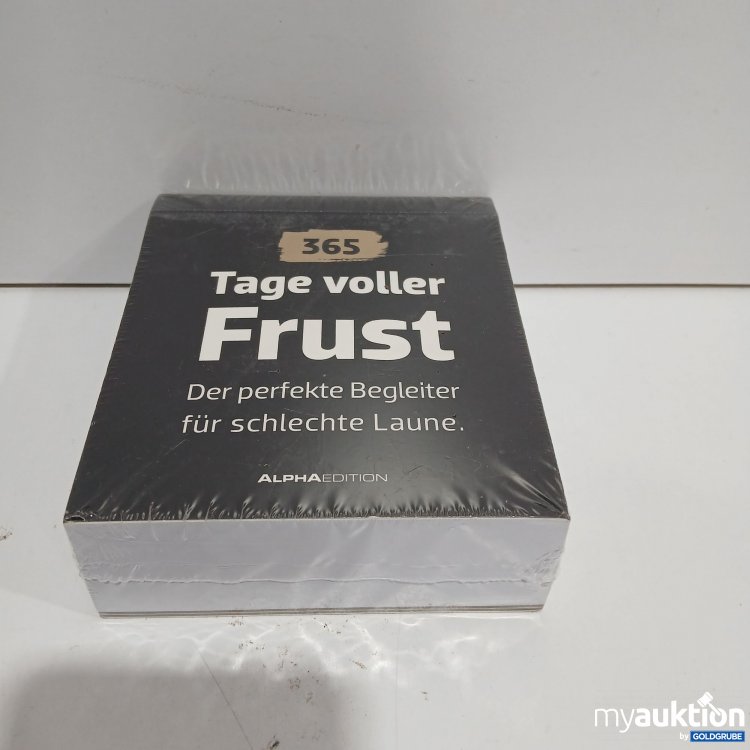 365
Tage voller
Frust
Der perfekte Begleiter
für schlechte Laune.
ALPHAEDITION
myauktion
by GOLDGRUBE